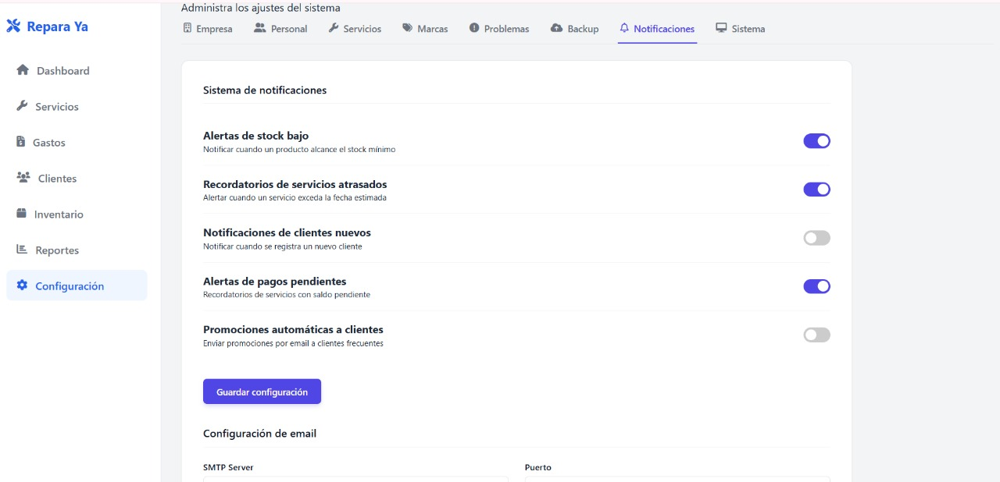 Administra los ajustes del sistema
Repara Ya
Empresa Personal Servicios Marcas Problemas Backup Notificaciones Sistema
Dashboard
Servicios
Gastos
Clientes
Inventario
Reportes
Configuración
Sistema de notificaciones
Alertas de stock bajo
Notificar cuando un producto alcance el stock mínimo
Recordatorios de servicios atrasados
Alertar cuando un servicio exceda la fecha estimada
Notificaciones de clientes nuevos
Notificar cuando se registra un nuevo cliente
Alertas de pagos pendientes
Recordatorios de servicios con saldo pendiente
Promociones automáticas a clientes
Enviar promociones por email a clientes frecuentes
Guardar configuración
Configuración de email
SMTP Server Puerto